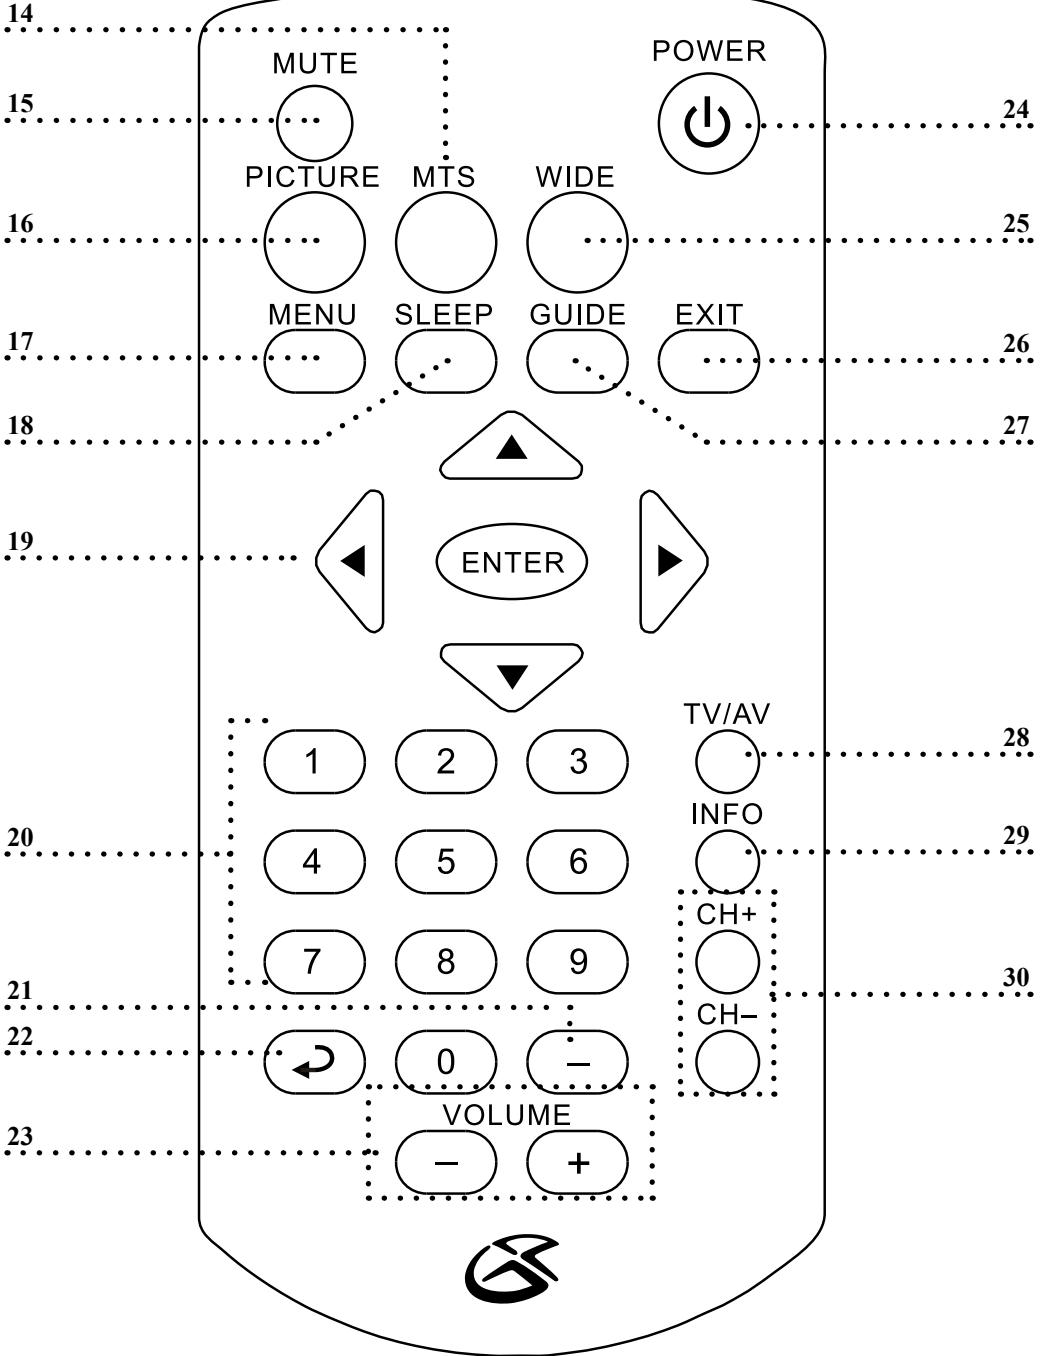 14
MUTE
POWER
15
24
PICTURE MTS WIDE
16
25
MENU SLEEP GUIDE EXIT
17
26
18
27
19
ENTER
TV/AV
1 2 3
28
INFO
20
4 5 6
29
CH+
7 8 9
21
30
CH–
22
0 –
VOLUME
23
– +